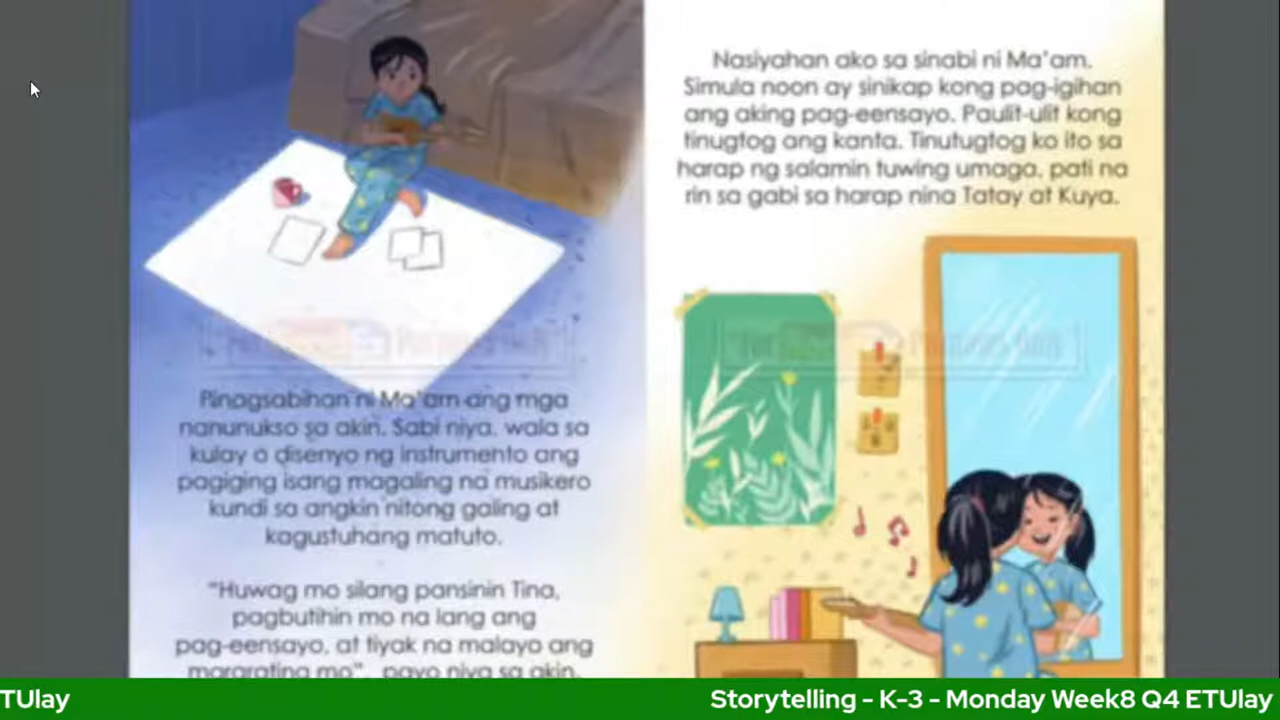 Pinagsabihan ni Ma'am ang mga
nanunukso sa akin. Sabi niya, wala sa
kulay o disenyo ng instrumento ang
pagiging isang magaling na musikero
kundi sa angkin nitong galing at
kagustuhang matuto.
"Huwag mo silang pansinin Tina,
pagbutihin mo na lang ang
pag-eensayo, at tiyak na malayo ang
mararating mo", payo niya sa akin.
Nasiyahan ako sa sinabi ni Ma'am.
Simula noon ay sinikap kong pag-igihan
ang aking pag-eensayo. Paulit-ulit kong
tinugtog ang kanta. Tinutugtog ko ito sa
harap ng salamin tuwing umaga, pati na
rin sa gabi sa harap nina Tatay at Kuya.
TUlay
Storytelling - K-3 - Monday Week8 Q4 ETUlay